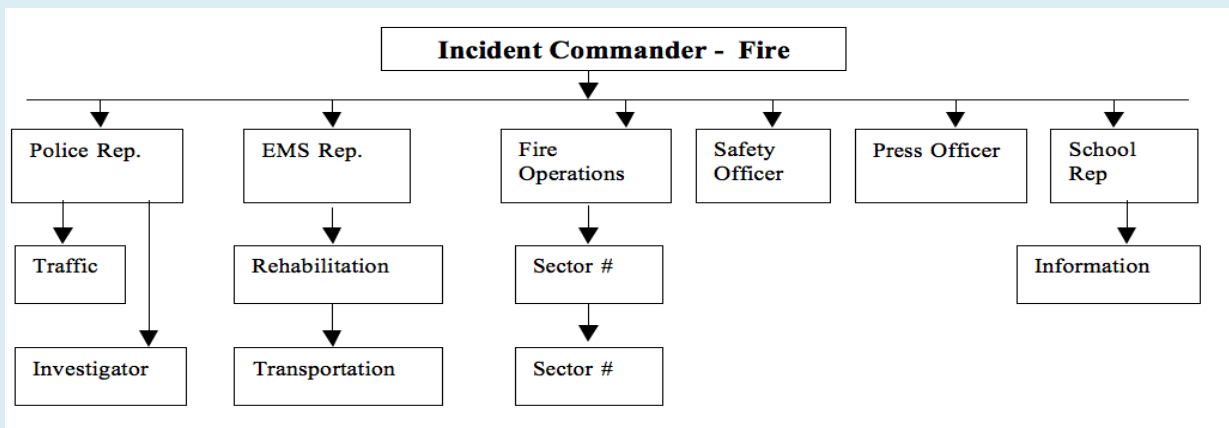 Incident Commander - Fire
Police Rep.
EMS Rep.
Fire
Operations
Safety
Officer
Press Officer
School
Rep
Traffic
Rehabilitation
Sector #
Information
Investigator
Transportation
Sector #